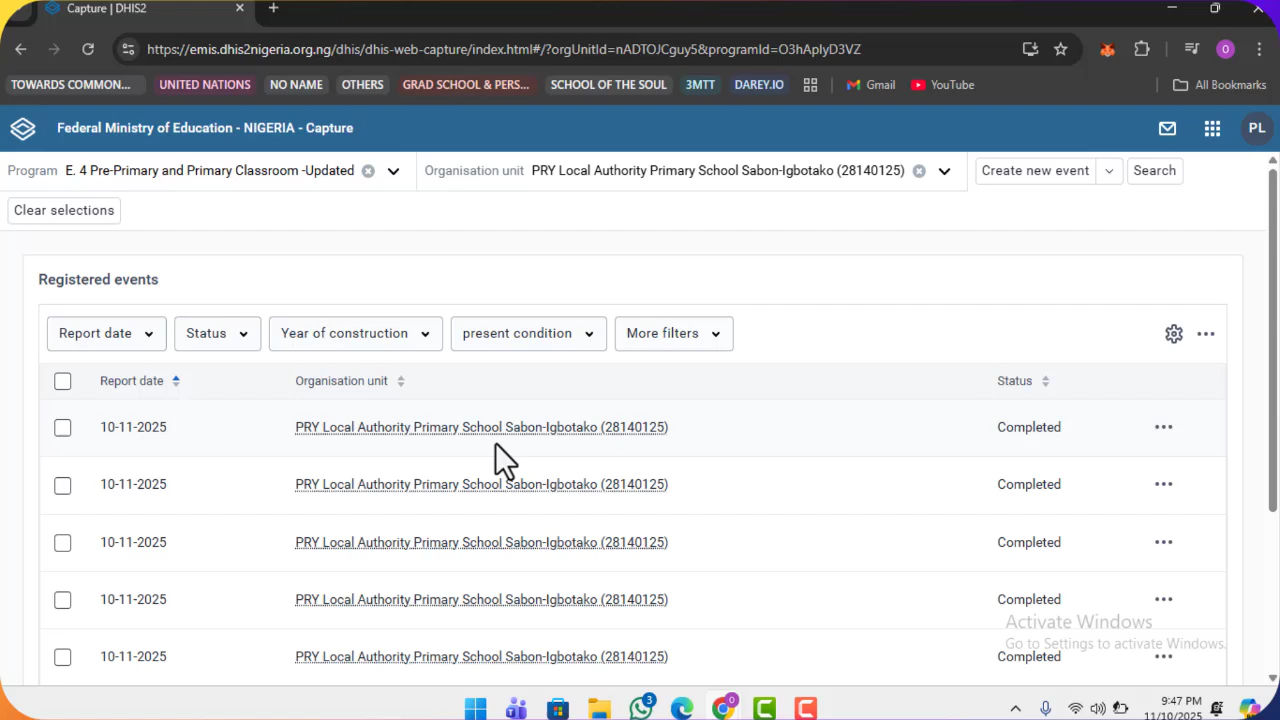 Capture | DHIS2
https://emis.dhis2nigeria.org.ng/dhis/dhis-web-capture/index.html#/?orgUnitId=nADTOJCguy5&programId=O3hAplyD3VZ
TOWARDS COMMON... UNITED NATIONS NO NAME OTHERS GRAD SCHOOL & PERS... SCHOOL OF THE SOUL 3MTT DAREY.IO Gmail YouTube All Bookmarks
Federal Ministry of Education - NIGERIA - Capture PL
Program E. 4 Pre-Primary and Primary Classroom -Updated Organisation unit PRY Local Authority Primary School Sabon-Igbotako (28140125) Create new event Search
Clear selections
Registered events
Report date Status Year of construction present condition More filters
Report date Organisation unit Status
10-11-2025 PRY Local Authority Primary School Sabon-Igbotako (28140125) Completed
10-11-2025 PRY Local Authority Primary School Sabon-Igbotako (28140125) Completed
10-11-2025 PRY Local Authority Primary School Sabon-Igbotako (28140125) Completed
10-11-2025 PRY Local Authority Primary School Sabon-Igbotako (28140125) Completed
Activate Windows
Go to Settings to activate Windows.
10-11-2025 PRY Local Authority Primary School Sabon-Igbotako (28140125) Completed
3
9:47 PM
11/10/2025